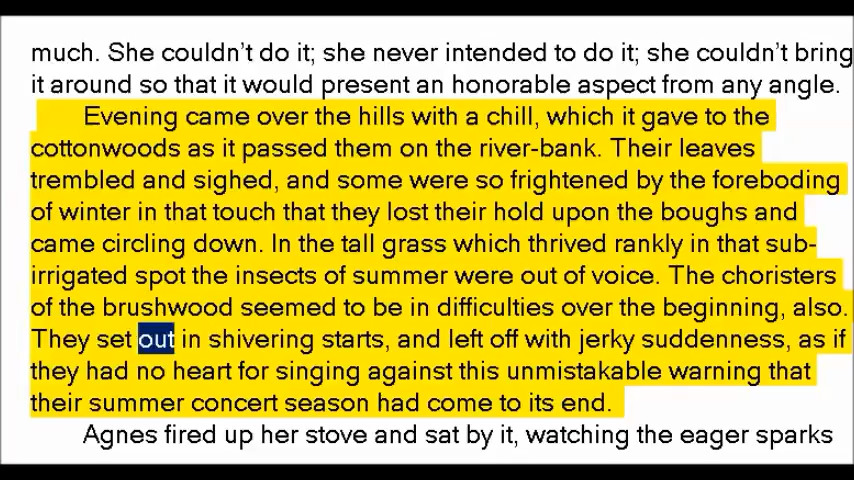 much. She couldn’t do it; she never intended to do it; she couldn’t bring
it around so that it would present an honorable aspect from any angle.
Evening came over the hills with a chill, which it gave to the
cottonwoods as it passed them on the river-bank. Their leaves
trembled and sighed, and some were so frightened by the foreboding
of winter in that touch that they lost their hold upon the boughs and
came circling down. In the tall grass which thrived rankly in that sub-
irrigated spot the insects of summer were out of voice. The choristers
of the brushwood seemed to be in difficulties over the beginning, also.
They set out in shivering starts, and left off with jerky suddenness, as if
they had no heart for singing against this unmistakable warning that
their summer concert season had come to its end.
Agnes fired up her stove and sat by it, watching the eager sparks